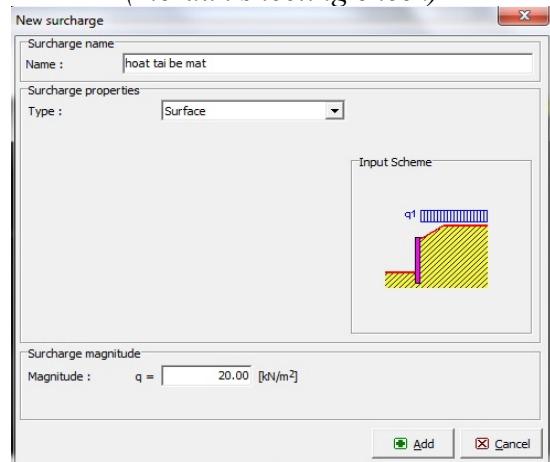 New surcharge
Surcharge name
Name : hoat tai be mat
Surcharge properties
Type : Surface
Input Scheme
q1
Surcharge magnitude
Magnitude : q = 20.00 [kN/m²]
Add Cancel